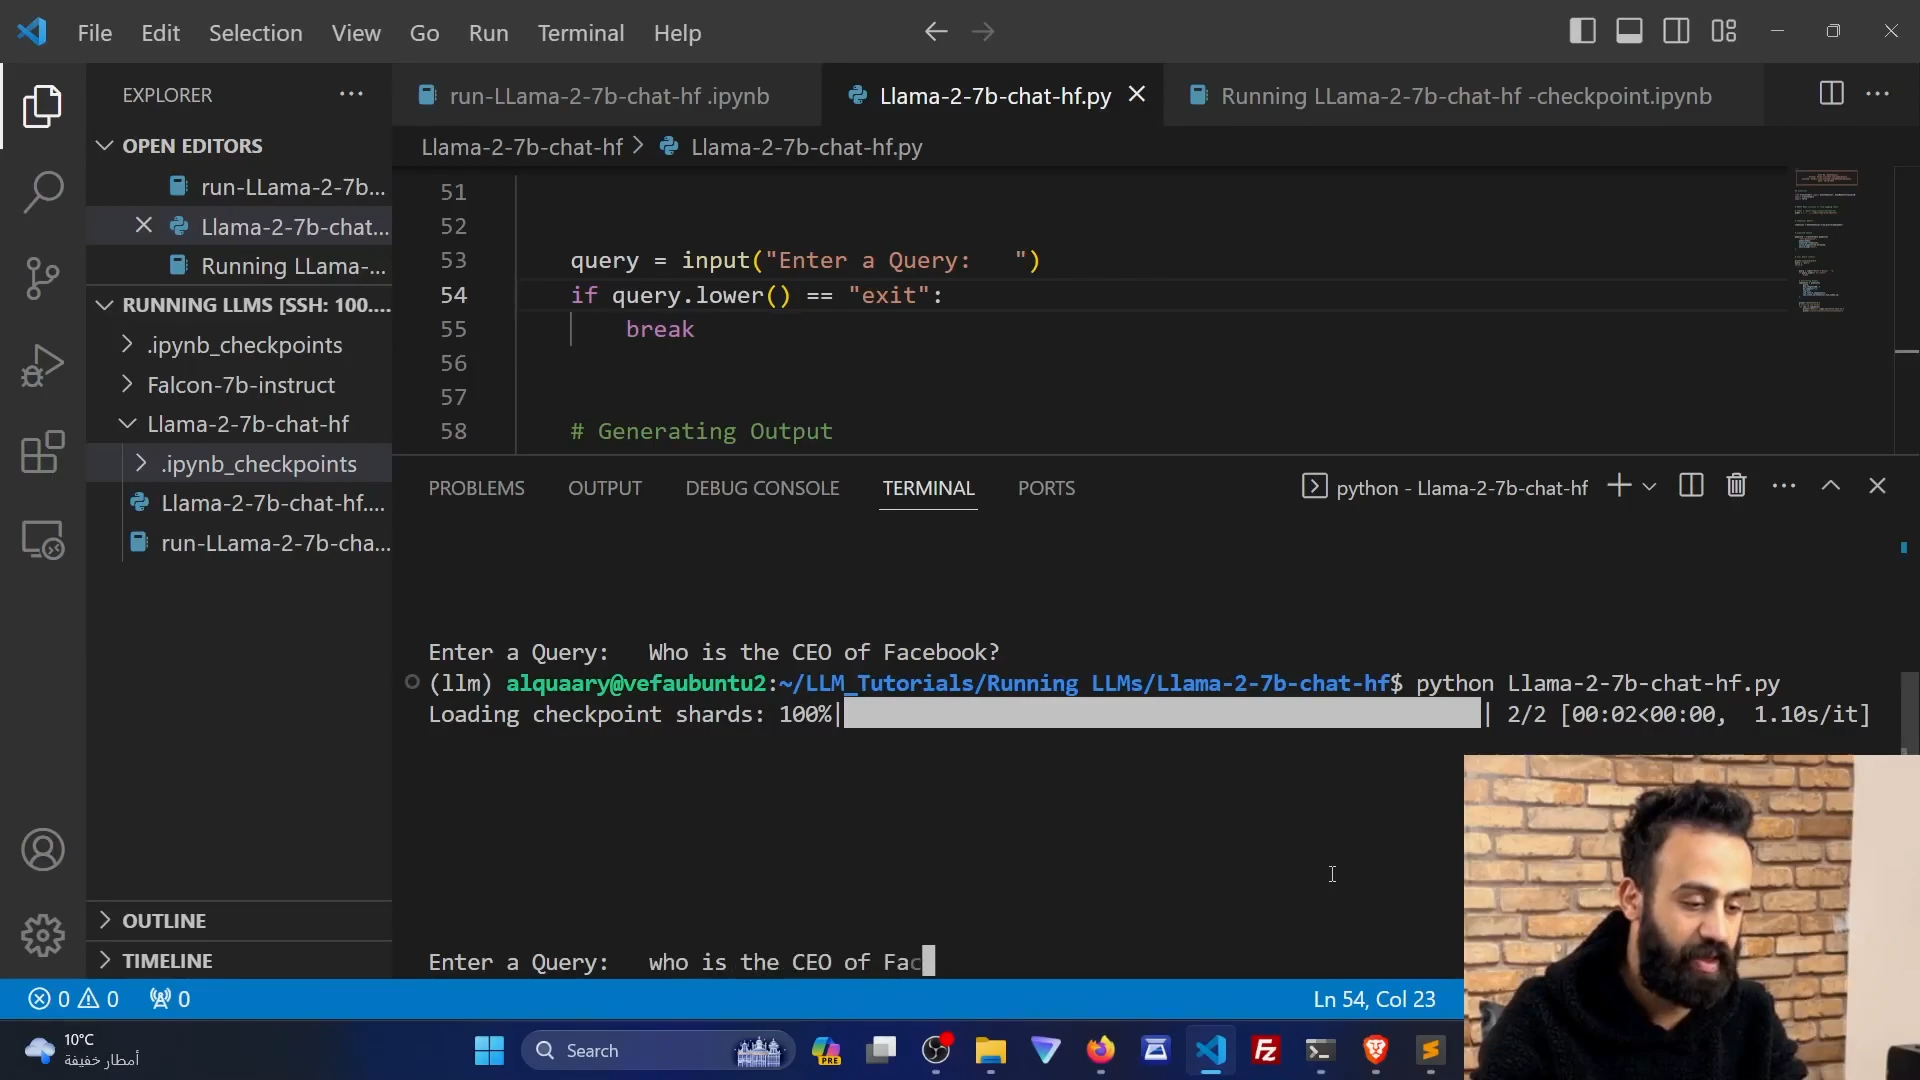 File Edit Selection View Go Run Terminal Help
EXPLORER
OPEN EDITORS
run-LLama-2-7b...
Llama-2-7b-chat...
Running LLama-...
RUNNING LLMS [SSH: 100....
.ipynb_checkpoints
Falcon-7b-instruct
Llama-2-7b-chat-hf
.ipynb_checkpoints
Llama-2-7b-chat-hf....
run-LLama-2-7b-cha...
OUTLINE
TIMELINE
run-LLama-2-7b-chat-hf .ipynb
Llama-2-7b-chat-hf.py
Running LLama-2-7b-chat-hf -checkpoint.ipynb
Llama-2-7b-chat-hf > Llama-2-7b-chat-hf.py
51
52
53 query = input("Enter a Query:   ")
54 if query.lower() == "exit":
55 break
56
57
58 # Generating Output
PROBLEMS OUTPUT DEBUG CONSOLE TERMINAL PORTS
python - Llama-2-7b-chat-hf
Enter a Query:   Who is the CEO of Facebook?
(llm) alquaary@vefaubuntu2:~/LLM_Tutorials/Running LLMs/Llama-2-7b-chat-hf$ python Llama-2-7b-chat-hf.py
Loading checkpoint shards: 100%| | 2/2 [00:02<00:00,  1.10s/it]
Enter a Query:   who is the CEO of Fac
0 0 0
Ln 54, Col 23
10°C
أمطار خفيفة
Search
PRE